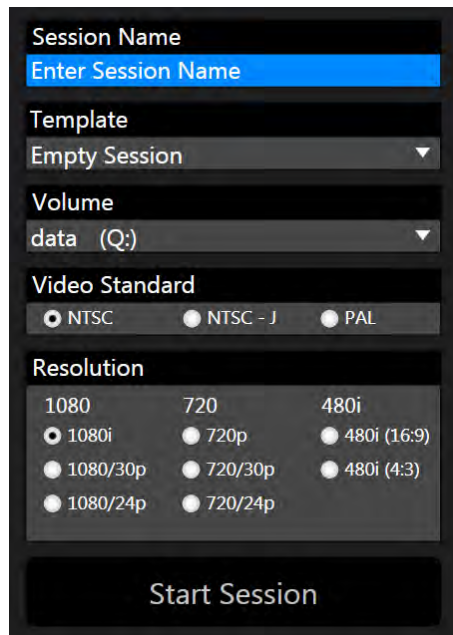 Session Name
Enter Session Name
Template
Empty Session
Volume
data (Q:)
Video Standard
NTSC NTSC - J PAL
Resolution
1080 720 480i
1080i 720p 480i (16:9)
1080/30p 720/30p 480i (4:3)
1080/24p 720/24p
Start Session